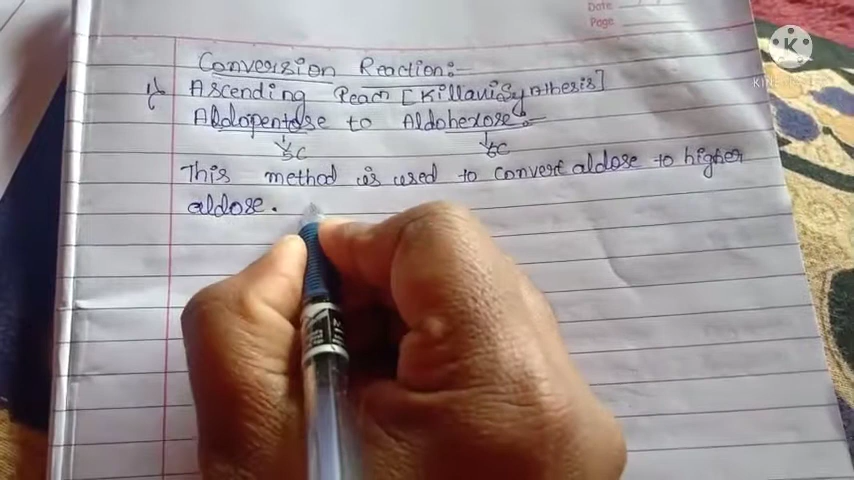 Date
Page
K
Conversion Reaction:-
1) Ascending Reacn [Killani Synthesis]
Aldopentose to Aldohexose :-
5C 6C
This method is used to convert aldose to higher
aldose.